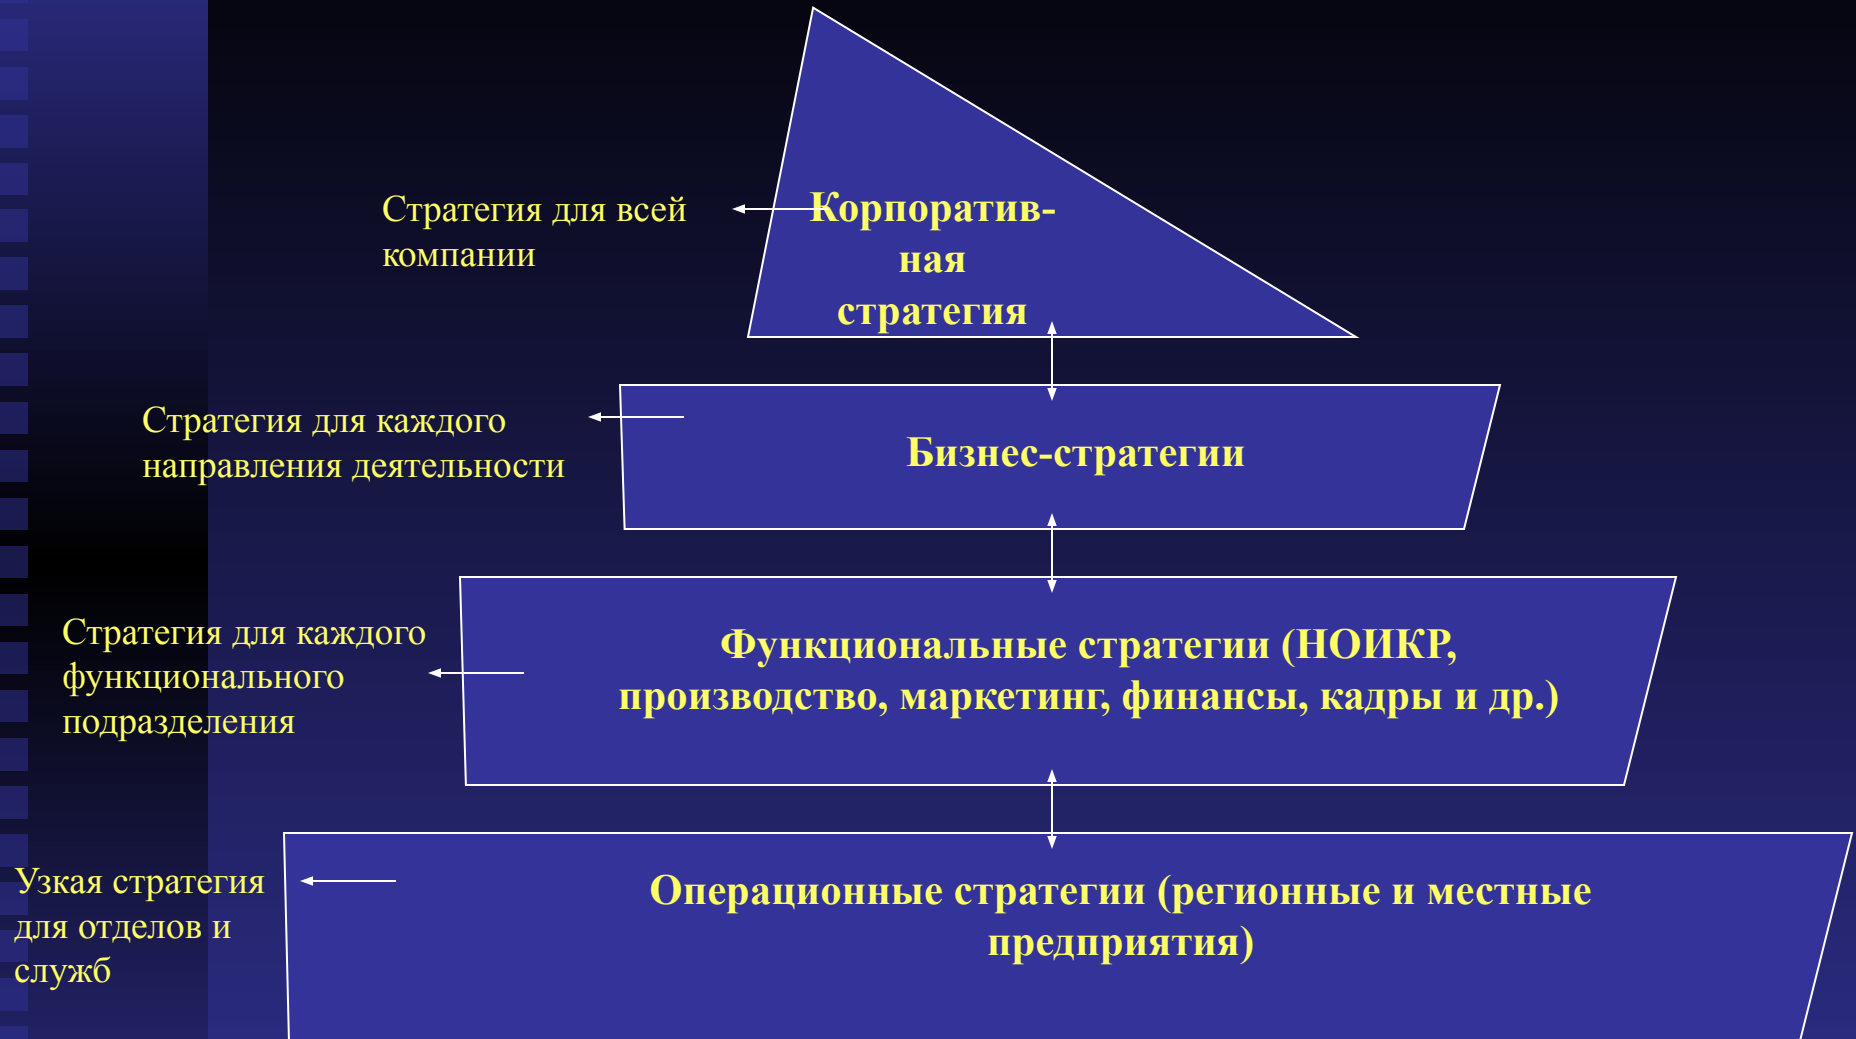 Стратегия для всей
компании
Корпоратив-
ная
стратегия
Стратегия для каждого
направления деятельности
Бизнес-стратегии
Стратегия для каждого
функционального
подразделения
Функциональные стратегии (НОИКР,
производство, маркетинг, финансы, кадры и др.)
Узкая стратегия
для отделов и
служб
Операционные стратегии (регионные и местные
предприятия)